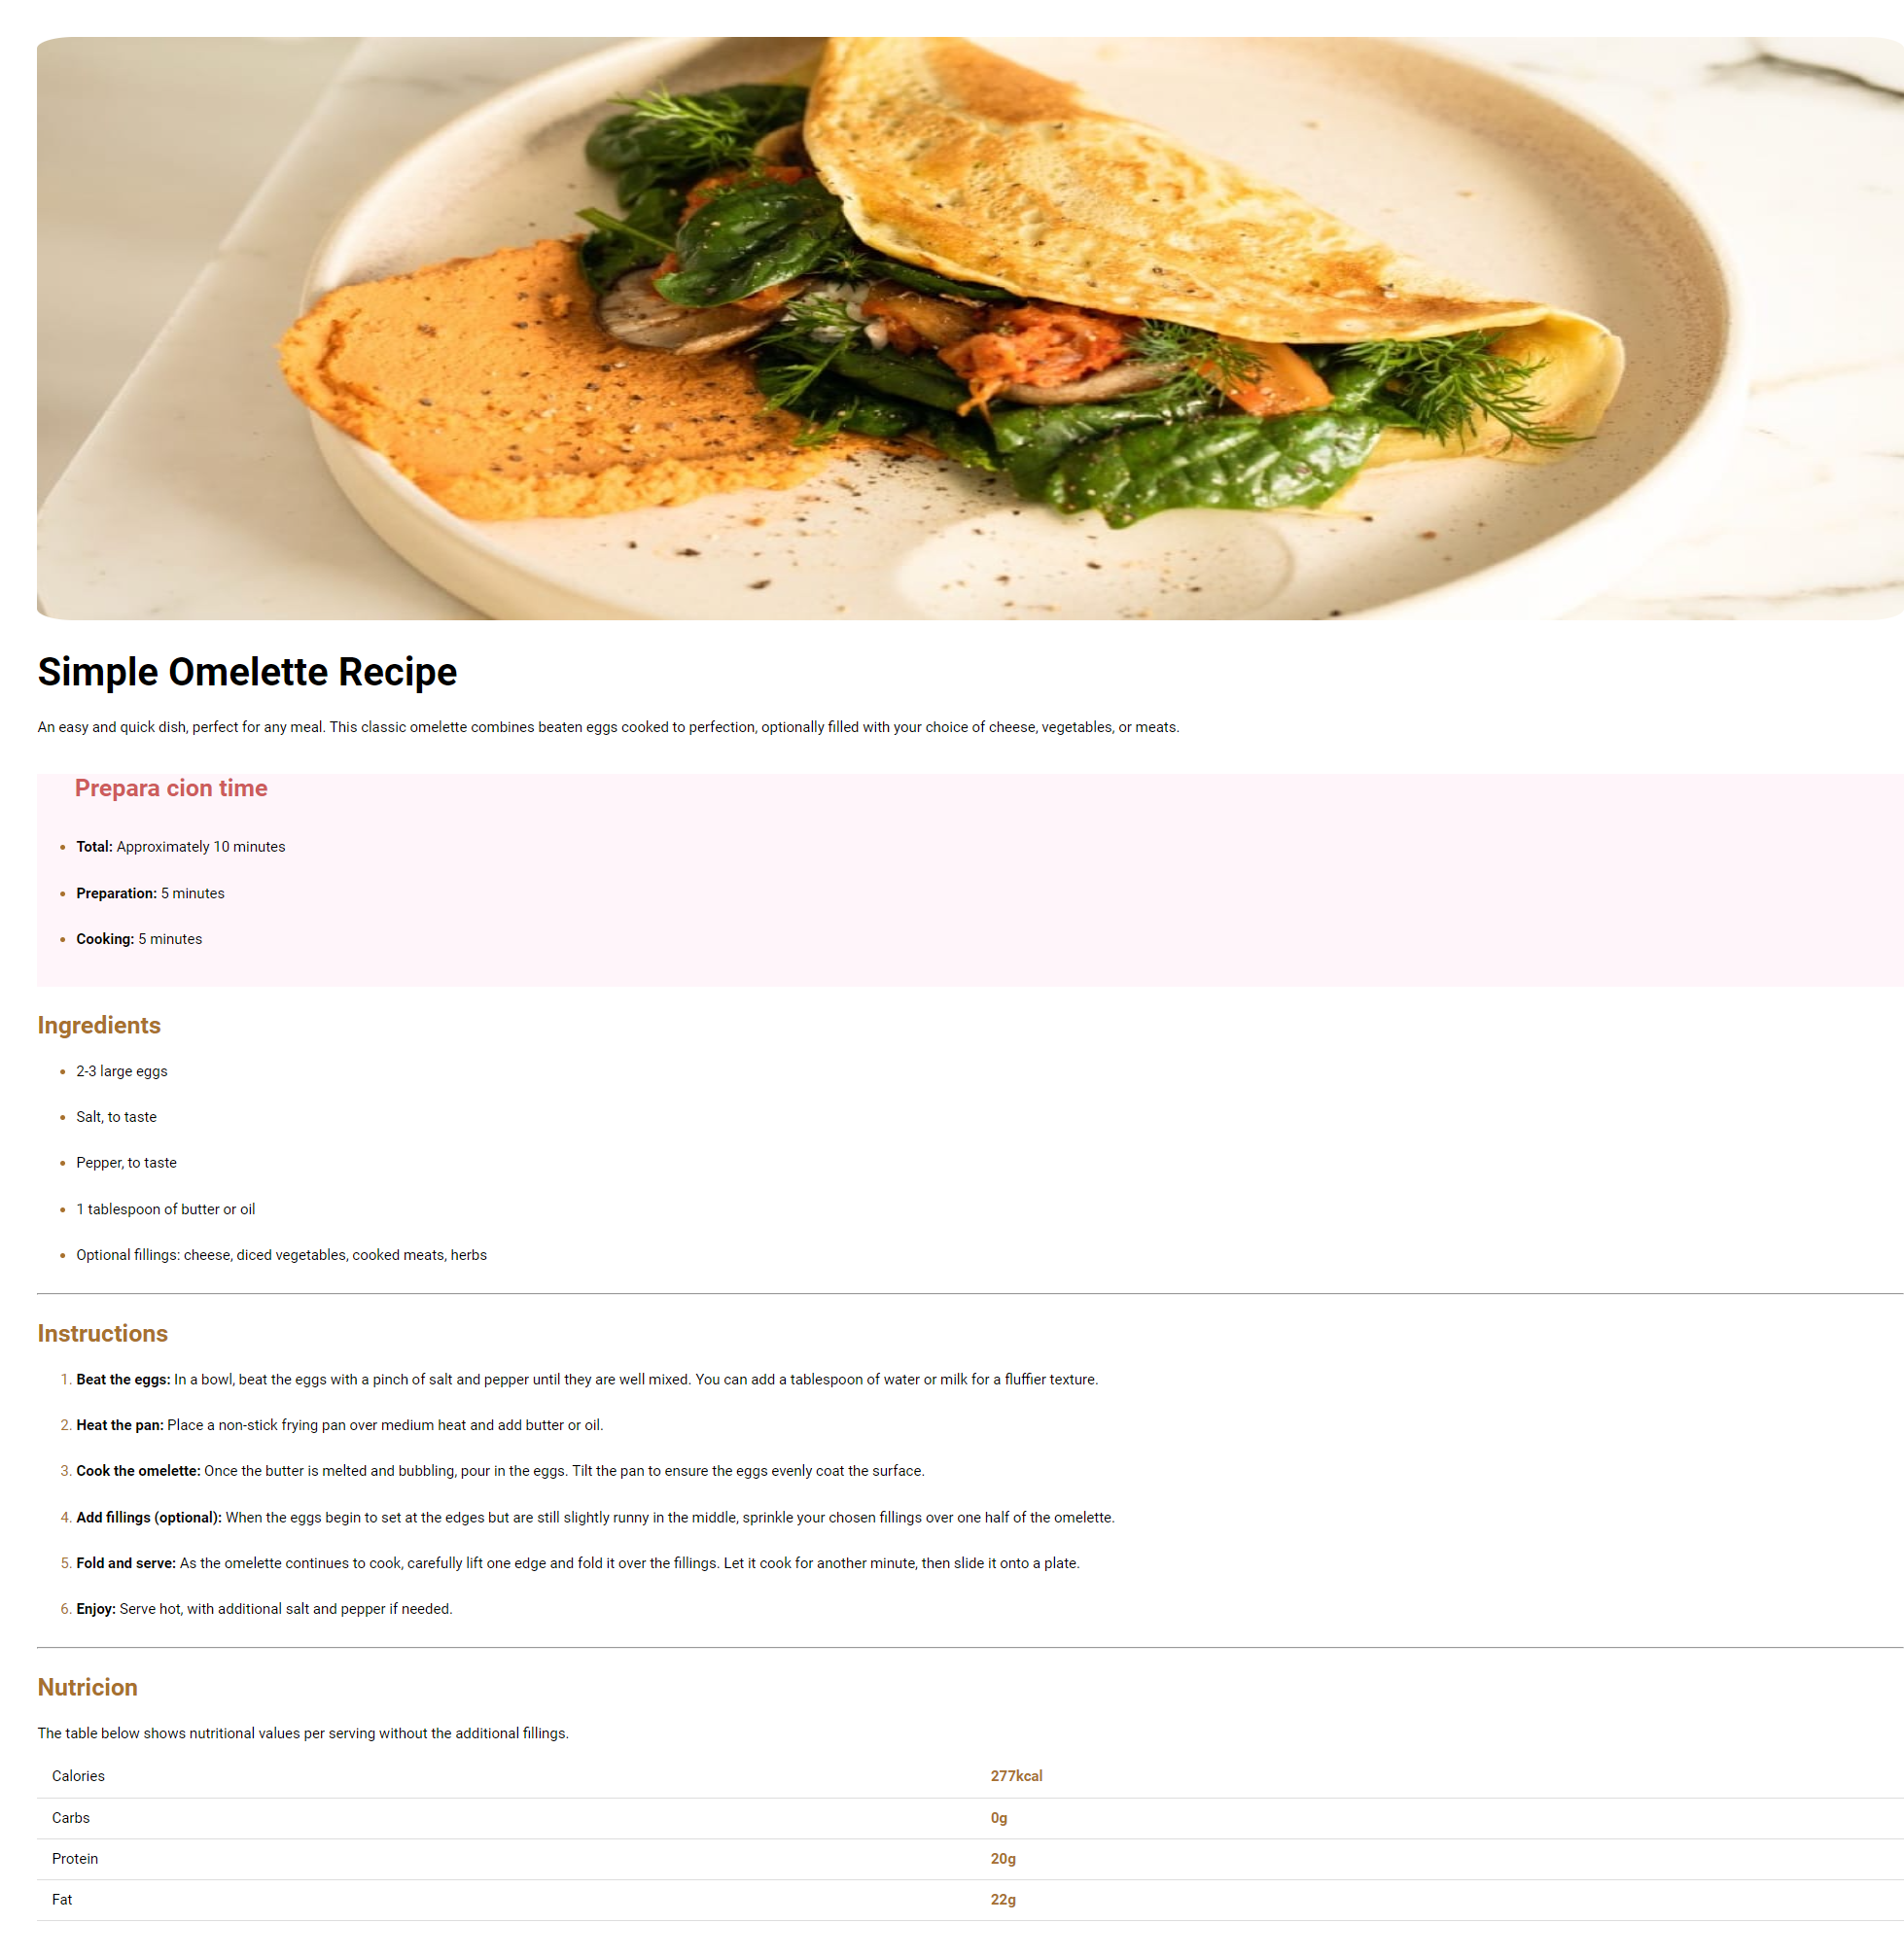 Simple Omelette Recipe
An easy and quick dish, perfect for any meal. This classic omelette combines beaten eggs cooked to perfection, optionally filled with your choice of cheese, vegetables, or meats.
Prepara cion time
• Total: Approximately 10 minutes
• Preparation: 5 minutes
• Cooking: 5 minutes
Ingredients
• 2-3 large eggs
• Salt, to taste
• Pepper, to taste
• 1 tablespoon of butter or oil
• Optional fillings: cheese, diced vegetables, cooked meats, herbs
Instructions
1. Beat the eggs: In a bowl, beat the eggs with a pinch of salt and pepper until they are well mixed. You can add a tablespoon of water or milk for a fluffier texture.
2. Heat the pan: Place a non-stick frying pan over medium heat and add butter or oil.
3. Cook the omelette: Once the butter is melted and bubbling, pour in the eggs. Tilt the pan to ensure the eggs evenly coat the surface.
4. Add fillings (optional): When the eggs begin to set at the edges but are still slightly runny in the middle, sprinkle your chosen fillings over one half of the omelette.
5. Fold and serve: As the omelette continues to cook, carefully lift one edge and fold it over the fillings. Let it cook for another minute, then slide it onto a plate.
6. Enjoy: Serve hot, with additional salt and pepper if needed.
Nutricion
The table below shows nutritional values per serving without the additional fillings.
Calories 277kcal
Carbs 0g
Protein 20g
Fat 22g